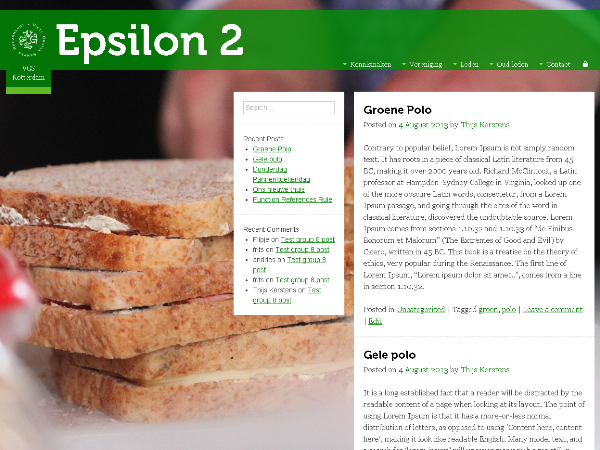 Epsilon 2
VGS
Rotterdam
Kennismaken
Vereniging
Leden
Oud-leden
Contact
Search ...
Recent Posts
Groene Polo
Gele polo
Donderdag
Pannenkoekendag
Ons nieuwe thuis
Function References Rule
Recent Comments
Flipje on Test group 8 post
frits on Test group 8 post
andries on Test group 8
post
frits on Test group 8 post
Thijs Kerstens on Test
group 8 post
Groene Polo
Posted on 4 August 2013 by Thijs Kerstens
Contrary to popular belief, Lorem Ipsum is not simply random
text. It has roots in a piece of classical Latin literature from 45
BC, making it over 2000 years old. Richard McClintock, a Latin
professor at Hampden-Sydney College in Virginia, looked up one
of the more obscure Latin words, consectetur, from a Lorem
Ipsum passage, and going through the cites of the word in
classical literature, discovered the undoubtable source. Lorem
Ipsum comes from sections 1.10.32 and 1.10.33 of "de Finibus
Bonorum et Malorum" (The Extremes of Good and Evil) by
Cicero, written in 45 BC. This book is a treatise on the theory of
ethics, very popular during the Renaissance. The first line of
Lorem Ipsum, "Lorem ipsum dolor sit amet..", comes from a line
in section 1.10.32.
Posted in Uncategorized | Tagged green, polo | Leave a comment
| Edit
Gele polo
Posted on 4 August 2013 by Thijs Kerstens
It is a long established fact that a reader will be distracted by the
readable content of a page when looking at its layout. The point of
using Lorem Ipsum is that it has a more-or-less normal
distribution of letters, as opposed to using 'Content here, content
here', making it look like readable English. Many model text, and